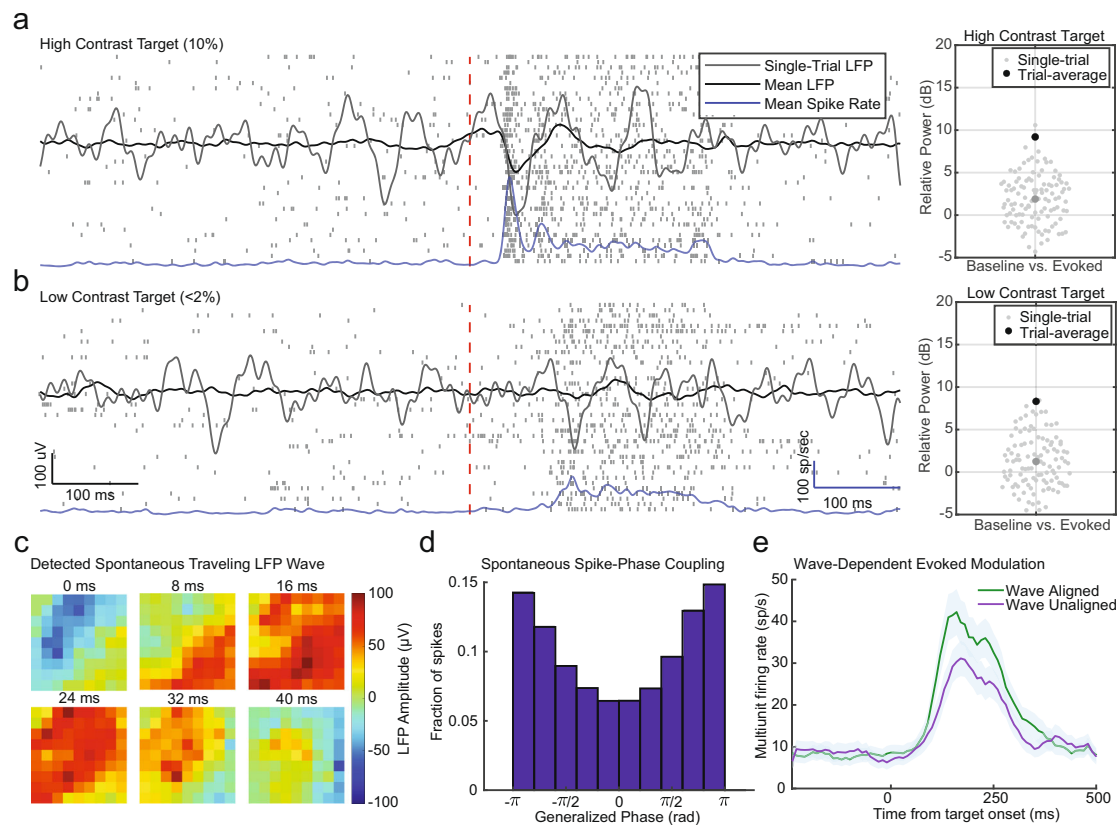 a
High Contrast Target (10%)
Single-Trial LFP
Mean LFP
Mean Spike Rate
High Contrast Target
Single-trial
Trial-average
Relative Power (dB)
20
15
10
5
0
-5
Baseline vs. Evoked
b
Low Contrast Target (<2%)
100 uV
100 ms
100 sp/sec
100 ms
Low Contrast Target
Single-trial
Trial-average
Relative Power (dB)
20
15
10
5
0
-5
Baseline vs. Evoked
c
Detected Spontaneous Traveling LFP Wave
0 ms
8 ms
16 ms
24 ms
32 ms
40 ms
100
50
0
-50
-100
LFP Amplitude (µV)
d
Spontaneous Spike-Phase Coupling
Fraction of spikes
0.15
0.1
0.05
0
-π
-π/2
0
π/2
π
Generalized Phase (rad)
e
Wave-Dependent Evoked Modulation
Wave Aligned
Wave Unaligned
Multiunit firing rate (sp/s)
50
40
30
20
10
0
0
250
500
Time from target onset (ms)